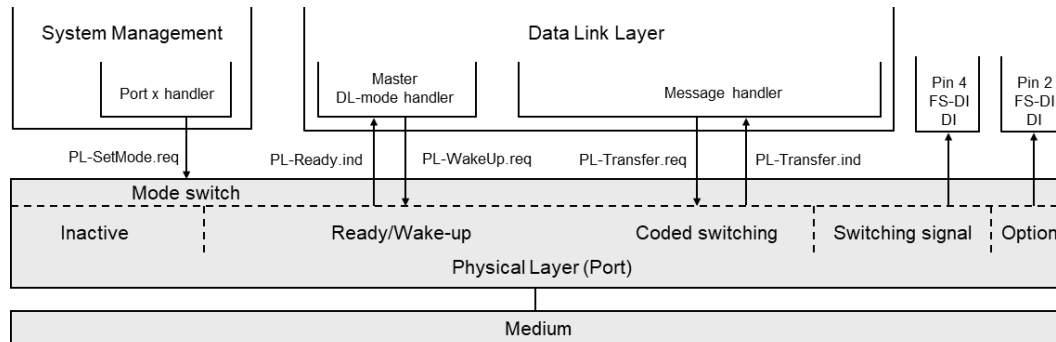 System Management
Data Link Layer
Port x handler
Master
DL-mode handler
Message handler
Pin 4
FS-DI
DI
Pin 2
FS-DI
DI
PL-SetMode.req
PL-Ready.ind
PL-WakeUp.req
PL-Transfer.req
PL-Transfer.ind
Mode switch
Inactive
Ready/Wake-up
Coded switching
Switching signal
Option
Physical Layer (Port)
Medium